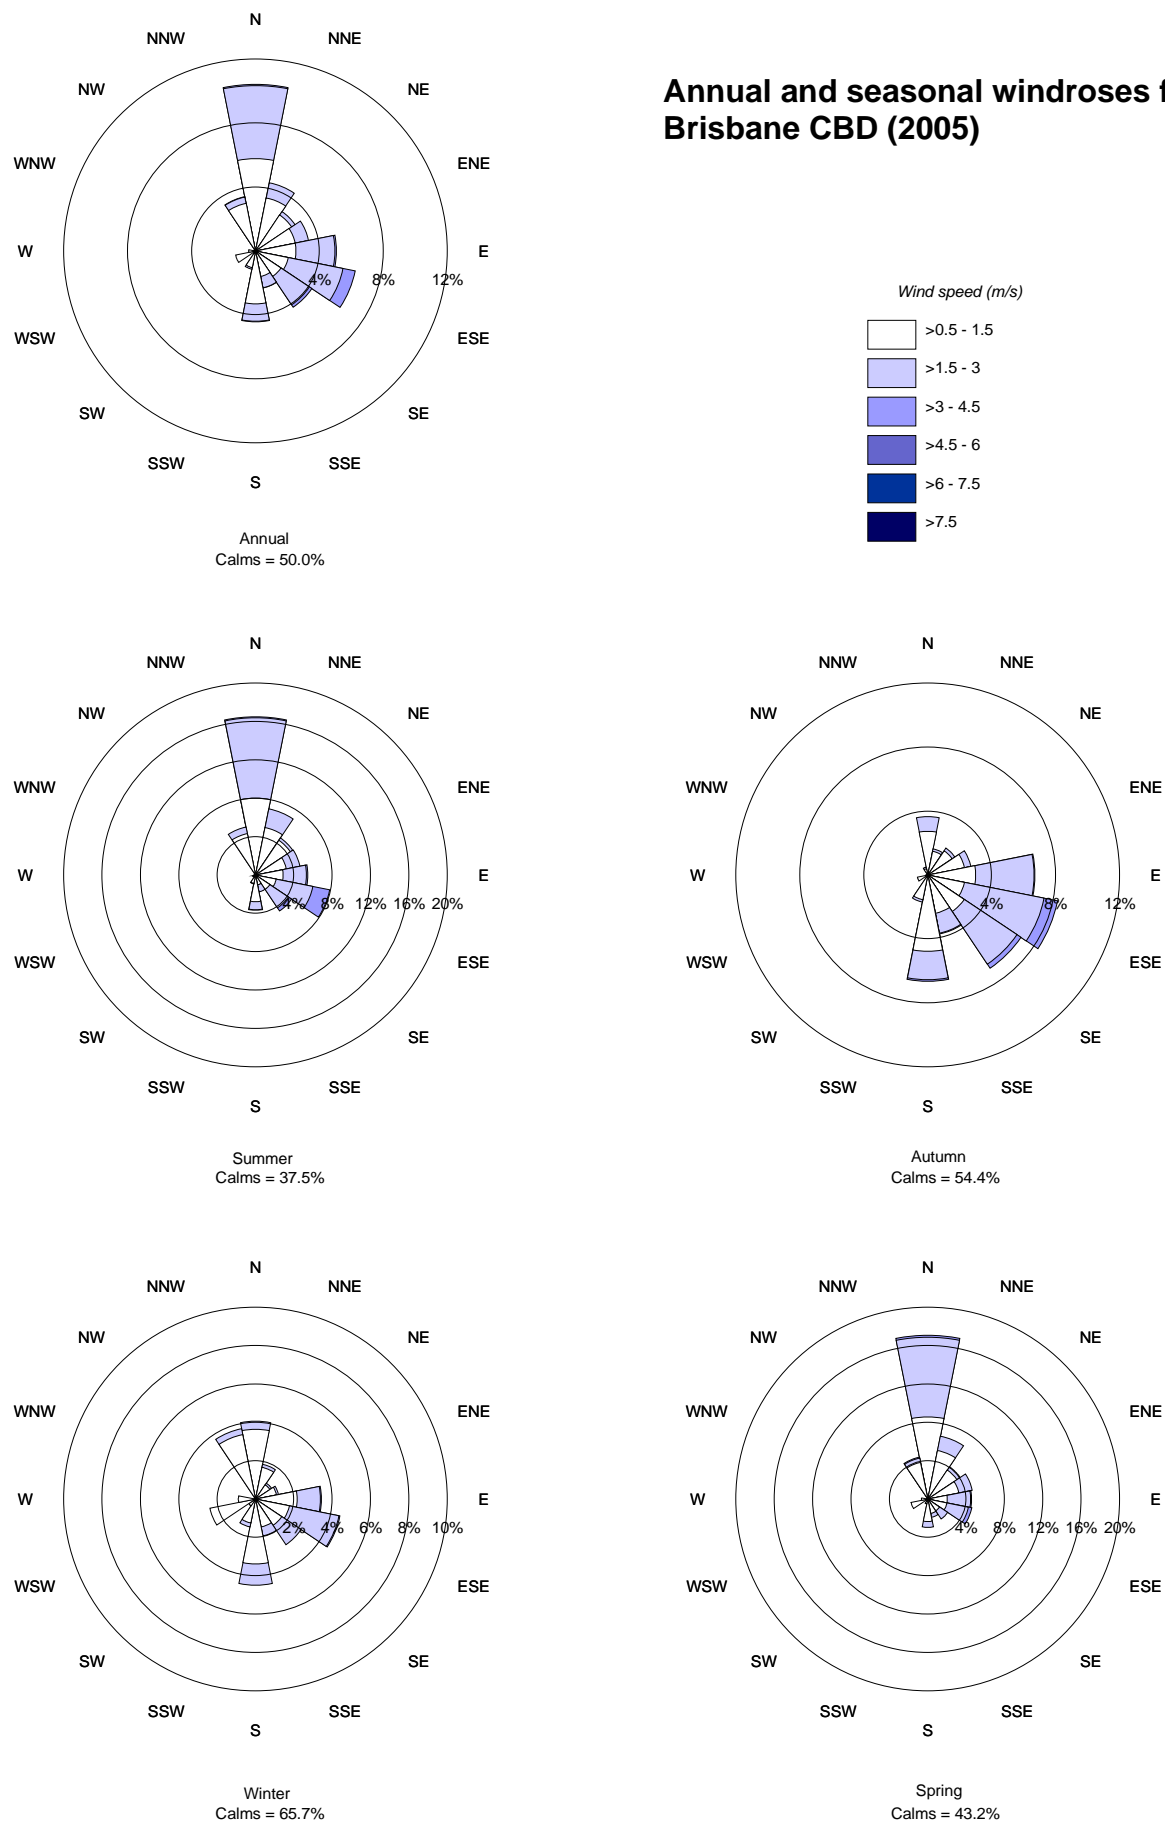 Annual and seasonal windroses f
Brisbane CBD (2005)
N
NNW
NNE
NW
NE
WNW
ENE
W
E
4%
8%
12%
WSW
ESE
SW
SE
SSW
SSE
S
Annual
Calms = 50.0%
Wind speed (m/s)
>0.5 - 1.5
>1.5 - 3
>3 - 4.5
>4.5 - 6
>6 - 7.5
>7.5
N
NNW
NNE
NW
NE
WNW
ENE
W
E
4%
8%
12%
16%
20%
WSW
ESE
SW
SE
SSW
SSE
S
Summer
Calms = 37.5%
N
NNW
NNE
NW
NE
WNW
ENE
W
E
4%
8%
12%
WSW
ESE
SW
SE
SSW
SSE
S
Autumn
Calms = 54.4%
N
NNW
NNE
NW
NE
WNW
ENE
W
E
2%
4%
6%
8%
10%
WSW
ESE
SW
SE
SSW
SSE
S
Winter
Calms = 65.7%
N
NNW
NNE
NW
NE
WNW
ENE
W
E
4%
8%
12%
16%
20%
WSW
ESE
SW
SE
SSW
SSE
S
Spring
Calms = 43.2%